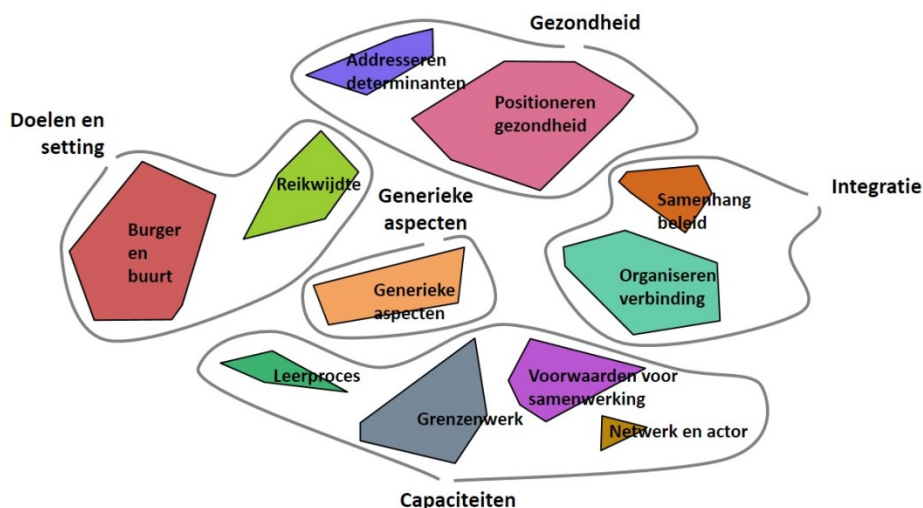 Gezondheid
Addresseren
determinanten
Positioneren
gezondheid
Doelen en
setting
Reikwijdte
Burger
en
buurt
Generieke
aspecten
Generieke
aspecten
Integratie
Samenhang
beleid
Organiseren
verbinding
Leerproces
Grenzenwerk
Voorwaarden voor
samenwerking
Netwerk en actor
Capaciteiten